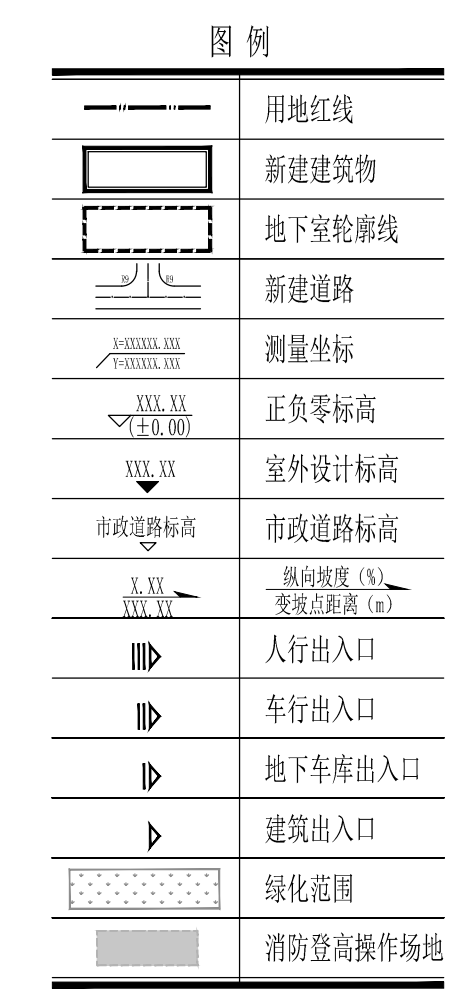 图 例
用地红线
新建建筑物
地下室轮廓线
R9 R9
新建道路
X=XXXXXX.XXX
Y=XXXXXX.XXX
测量坐标
XXX.XX
(±0.00)
正负零标高
XXX.XX
室外设计标高
市政道路标高
市政道路标高
X.XX
XXX.XX
纵向坡度（%）
变坡点距离（m）
人行出入口
车行出入口
地下车库出入口
建筑出入口
绿化范围
消防登高操作场地